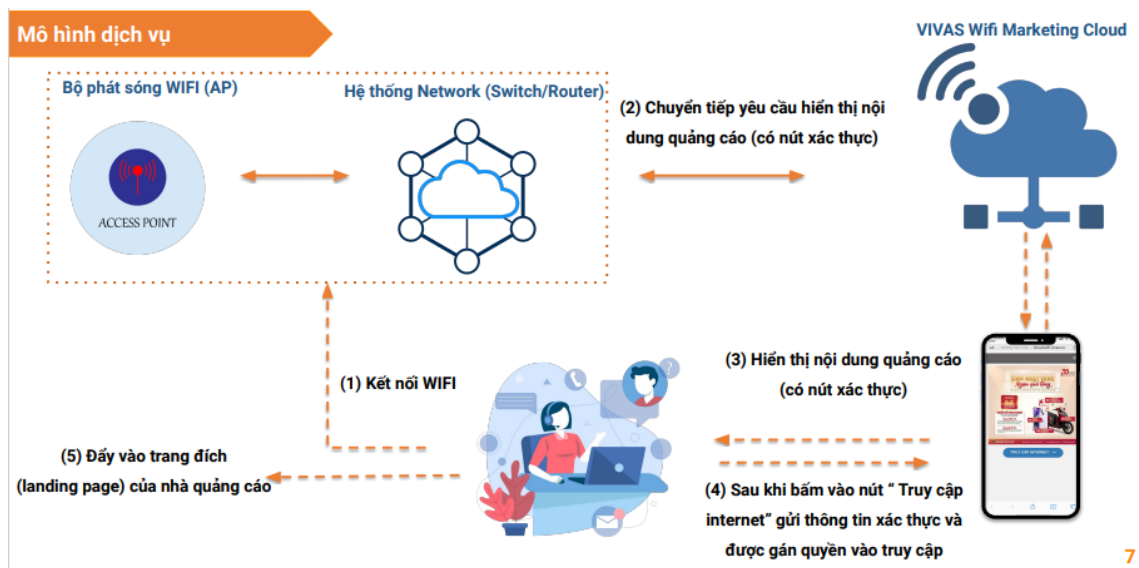 Mô hình dịch vụ
VIVAS Wifi Marketing Cloud
Bộ phát sóng WIFI (AP)
Hệ thống Network (Switch/Router)
(2) Chuyển tiếp yêu cầu hiển thị nội
dung quảng cáo (có nút xác thực)
ACCESS POINT
(1) Kết nối WIFI
(3) Hiển thị nội dung quảng cáo
(có nút xác thực)
TRUY CẬP INTERNET
(5) Đẩy vào trang đích
(landing page) của nhà quảng cáo
(4) Sau khi bấm vào nút “ Truy cập
internet” gửi thông tin xác thực và
được gán quyền vào truy cập
7